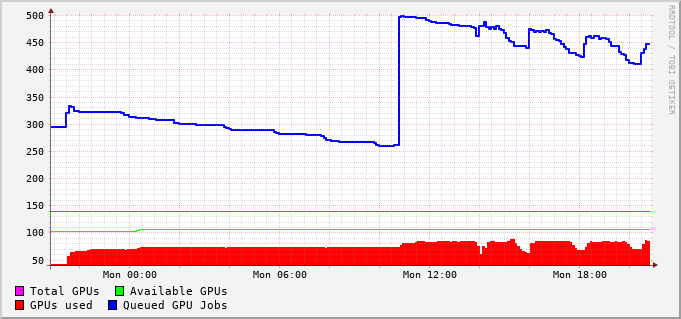 500
450
400
350
300
250
200
150
100
50
Mon 00:00 Mon 06:00 Mon 12:00 Mon 18:00
Total GPUs Available GPUs
GPUs used Queued GPU Jobs
RRDTOOL / TOBI OETIKER